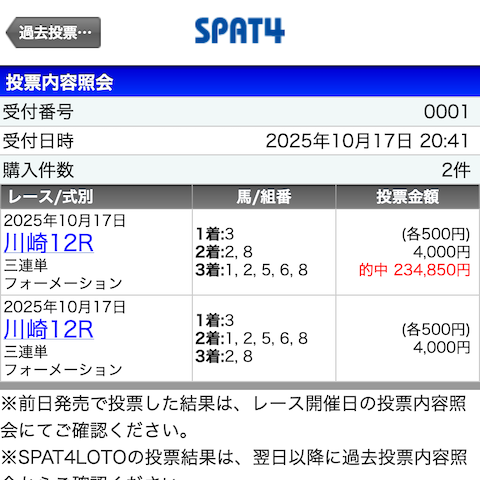 過去投票…
SPAT4
投票内容照会
受付番号 0001
受付日時 2025年10月17日 20:41
購入件数 2件
レース/式別 馬/組番 投票金額
2025年10月17日
川崎12R
三連単
フォーメーション
1着:3
2着:2, 8
3着:1, 2, 5, 6, 8
(各500円)
4,000円
的中 234,850円
2025年10月17日
川崎12R
三連単
フォーメーション
1着:3
2着:1, 2, 5, 6, 8
3着:2, 8
(各500円)
4,000円
※前日発売で投票した結果は、レース開催日の投票内容照
会にてご確認ください。
※SPAT4LOTOの投票結果は、翌日以降に過去投票内容照